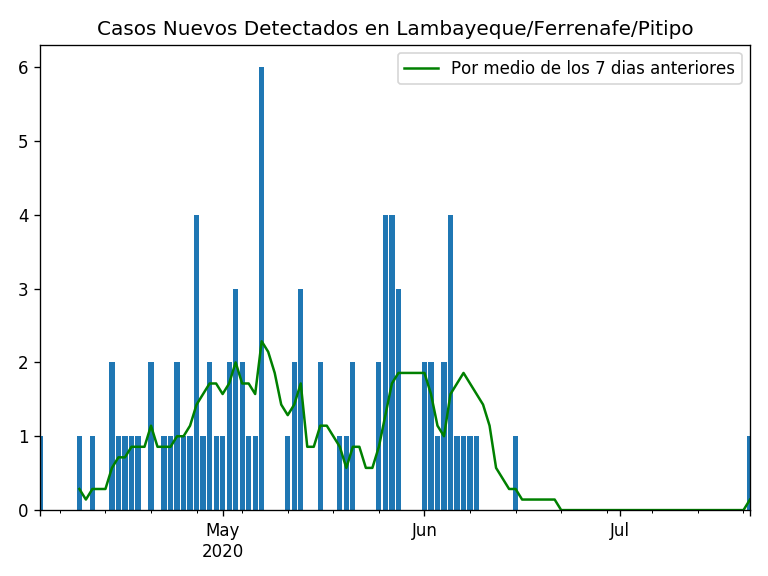 Casos Nuevos Detectados en Lambayeque/Ferrenafe/Pitipo
Por medio de los 7 dias anteriores
6
5
4
3
2
1
0
May
2020
Jun
Jul